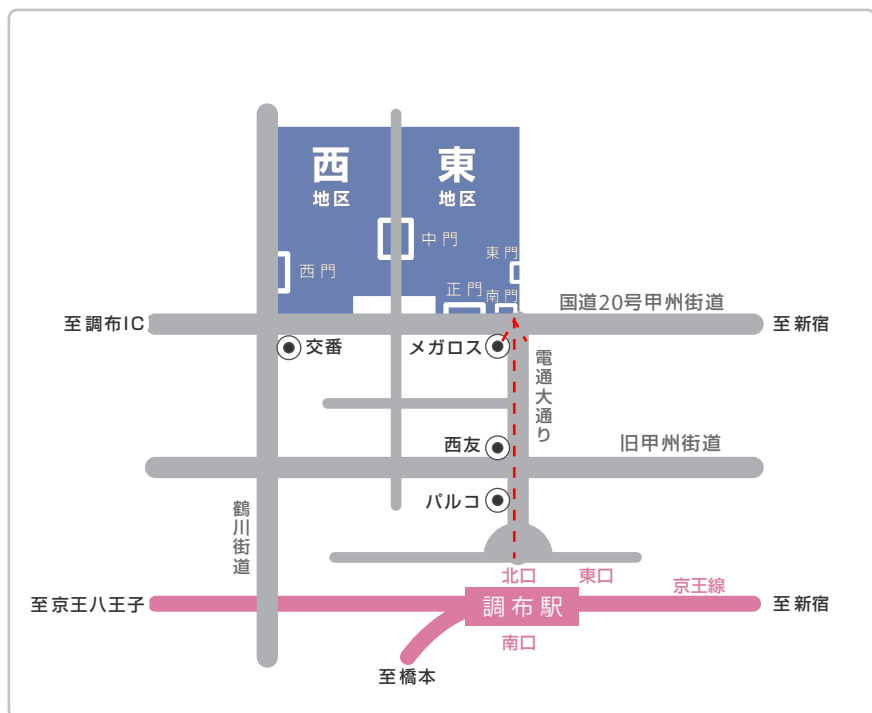 西
地区
東
地区
中門
東門
西門
正門
南門
国道20号甲州街道
至調布IC
至新宿
交番
メガロス
電通大通り
西友
旧甲州街道
パルコ
鶴川街道
北口
東口
京王線
至京王八王子
調布駅
至新宿
南口
至橋本